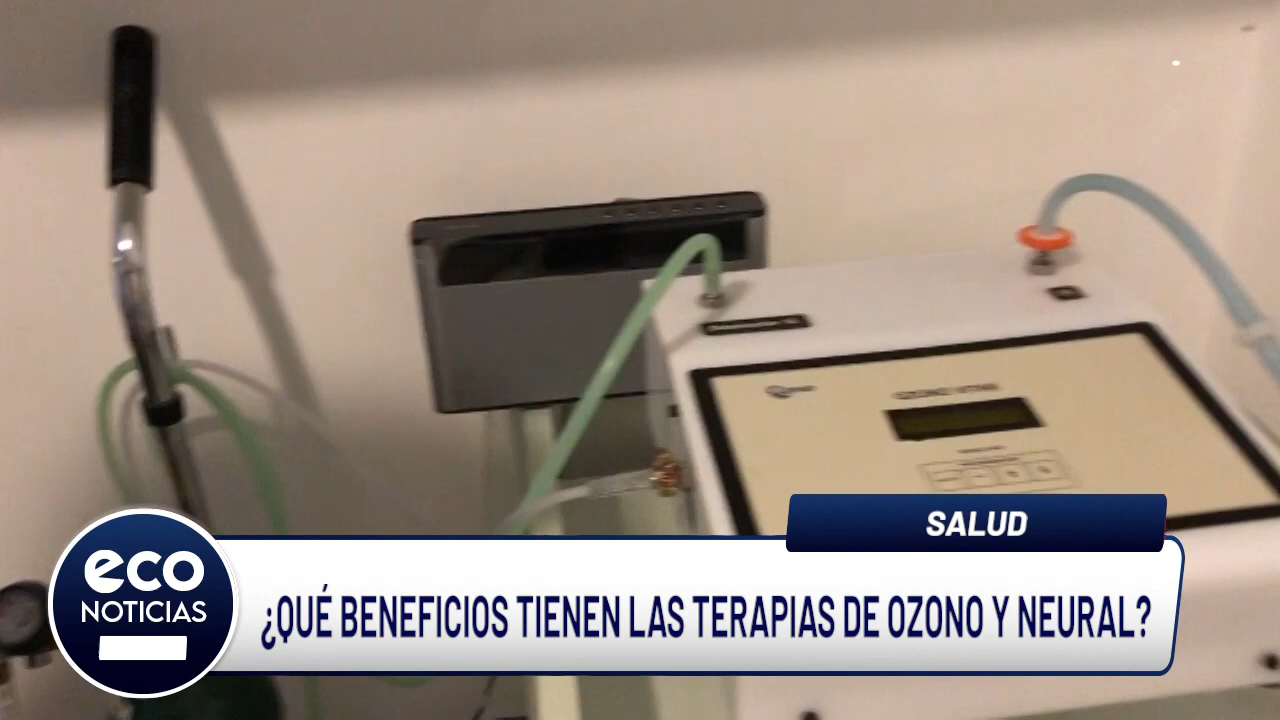 SALUD
eco
NOTICIAS
¿QUÉ BENEFICIOS TIENEN LAS TERAPIAS DE OZONO Y NEURAL?